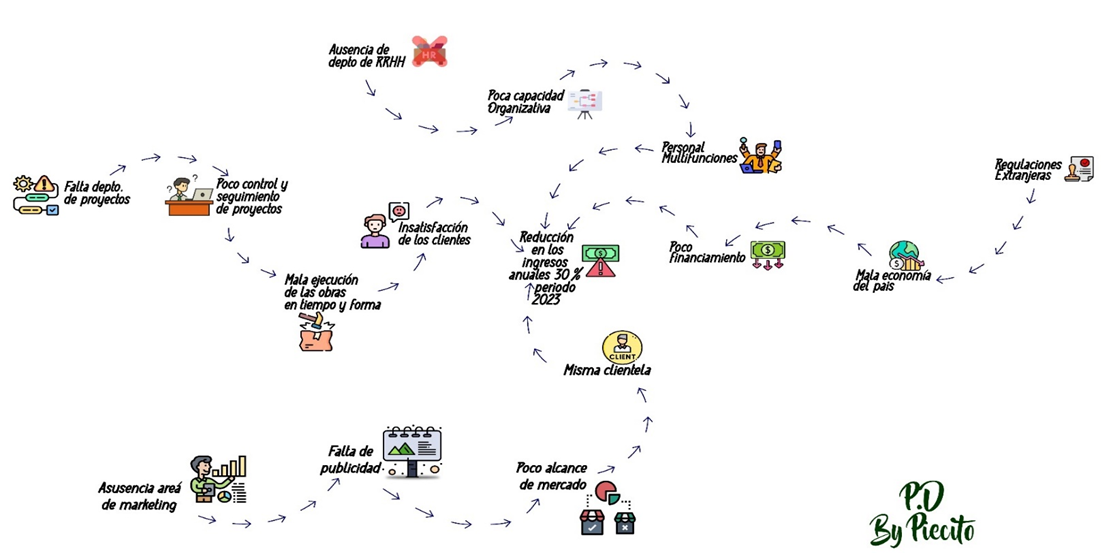 Ausencia de
depto de RRHH
HR
Poca capacidad
Organizativa
Personal
Multifunciones
Regulaciones
Extranjeras
Falta depto.
de proyectos
Poco control y
seguimiento
de proyectos
Insatisfacción
de los clientes
Reducción
en los
ingresos
anuales 30 %
periodo
2023
Poco
Financiamiento
Mala economía
del pais
Mala ejecución
de las obras
en tiempo y forma
CLIENT
Misma clientela
Falta de
publicidad
Poco alcance
de mercado
Asusencia areá
de marketing
P.D
By Piecito